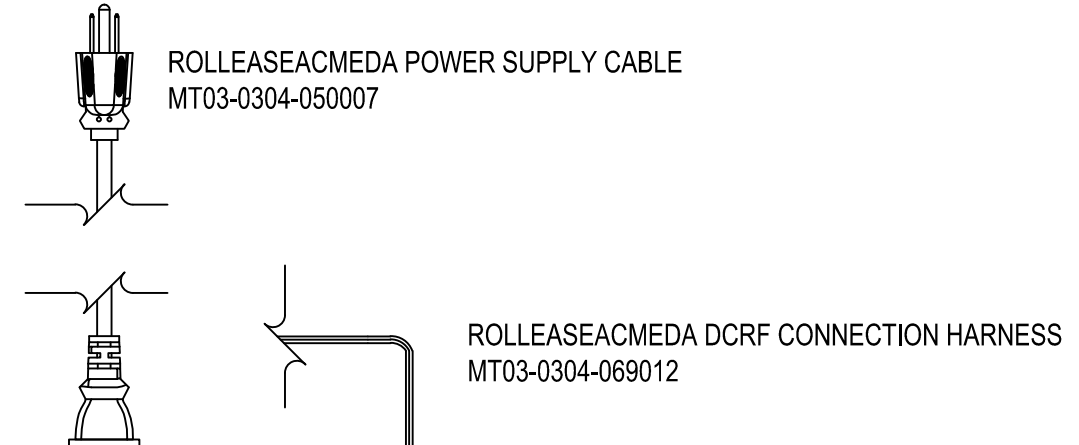 ROLLEASEACMEDA POWER SUPPLY CABLE
MT03-0304-050007
ROLLEASEACMEDA DCRF CONNECTION HARNESS
MT03-0304-069012